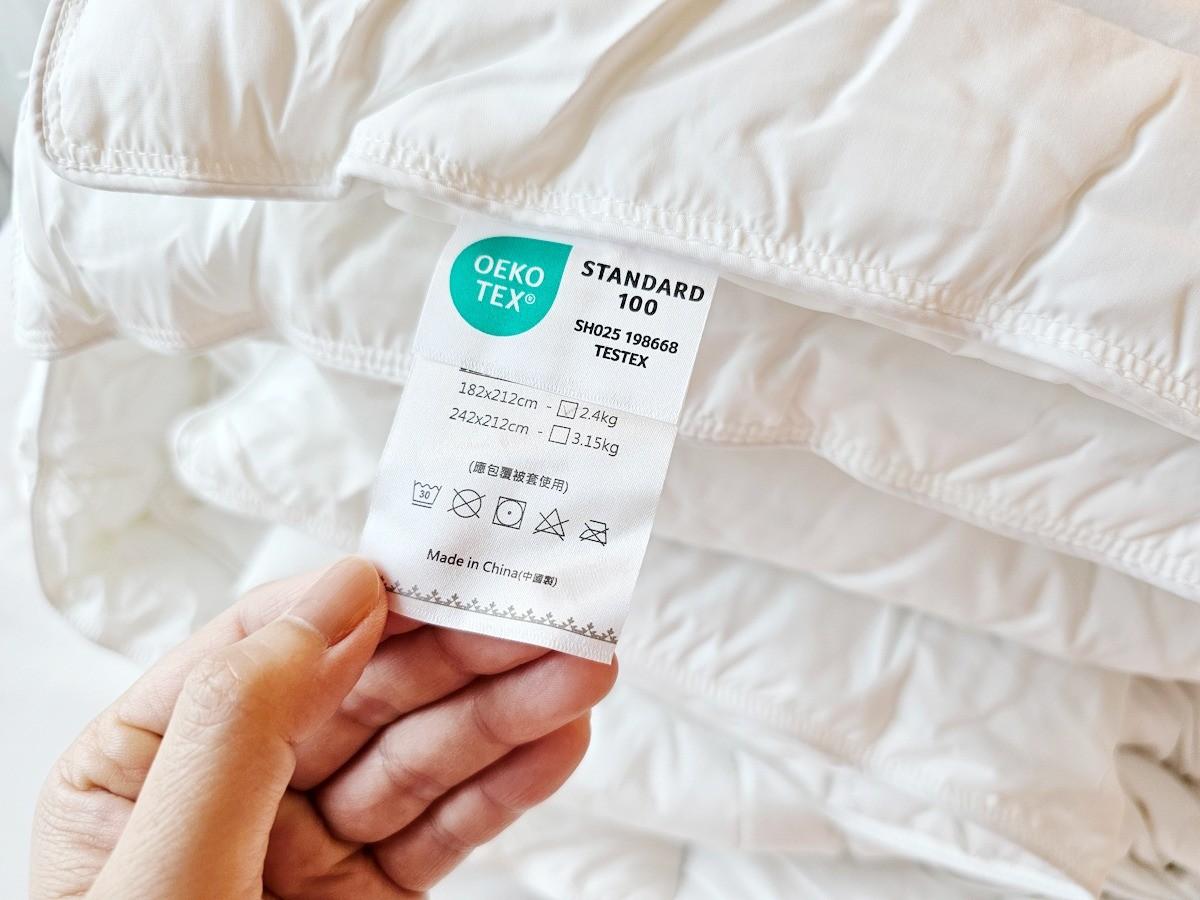 OEKO
TEX®
STANDARD
100
SH025 198668
TESTEX
182x212cm - 2.4kg
242x212cm - 3.15kg
(應包覆被套使用)
30
Made in China(中國製)